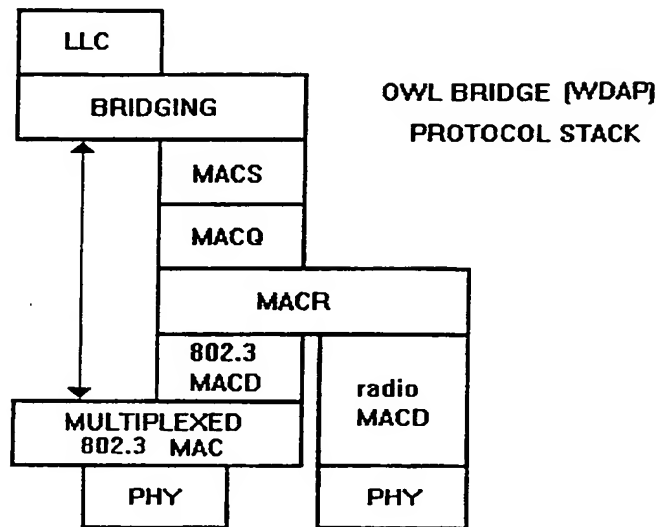 LLC
BRIDGING
OWL BRIDGE (WDAP)
PROTOCOL STACK
MACS
MACQ
MACR
802.3
MACD
radio
MACD
MULTIPLEXED
802.3 MAC
PHY
PHY